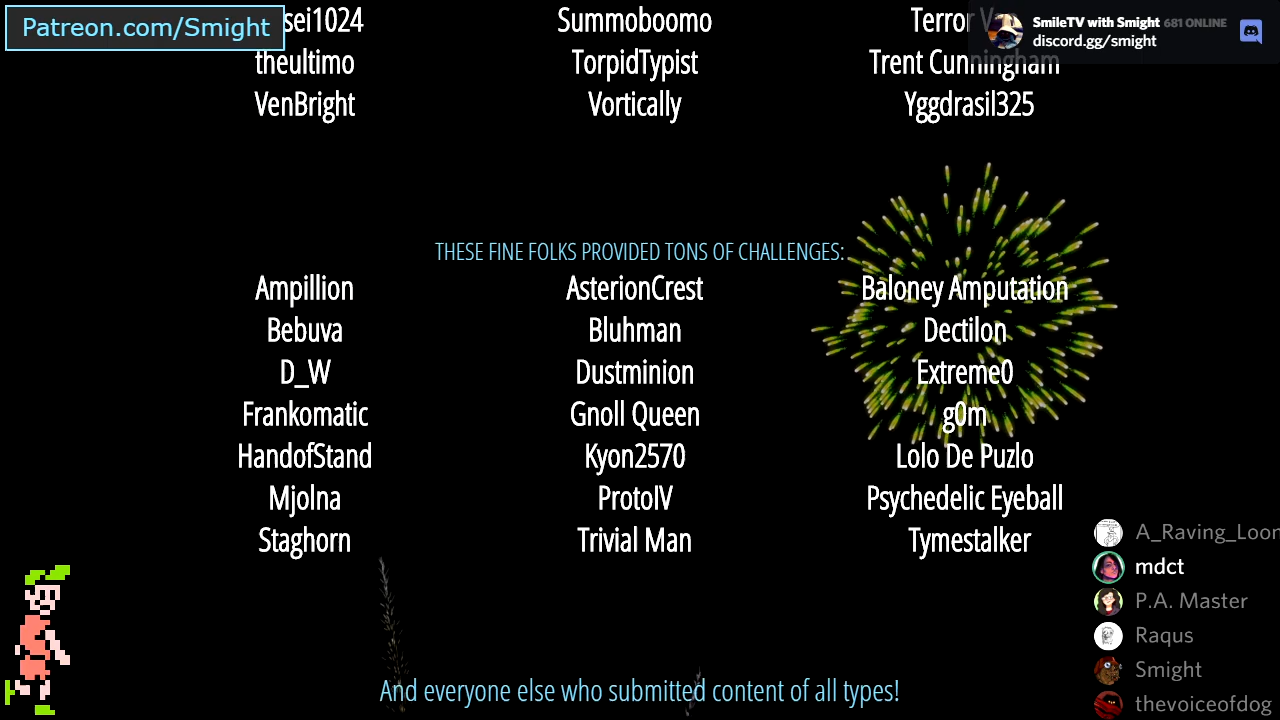 Patreon.com/Smight
SmileTV with Smight 681 ONLINE
discord.gg/smight
sei1024 Summoboomo Terror
theultimo TorpidTypist Trent Cunningham
VenBright Vortically Yggdrasil325
THESE FINE FOLKS PROVIDED TONS OF CHALLENGES:
Ampillion AsterionCrest Baloney Amputation
Bebuva Bluhman Dectilon
D_W Dustminion Extreme0
Frankomatic Gnoll Queen g0m
HandofStand Kyon2570 Lolo De Puzlo
Mjolna ProtoIV Psychedelic Eyeball
Staghorn Trivial Man Tymestalker
And everyone else who submitted content of all types!
A_Raving_Loon
mdct
P.A. Master
Raqus
Smight
thevoiceofdog